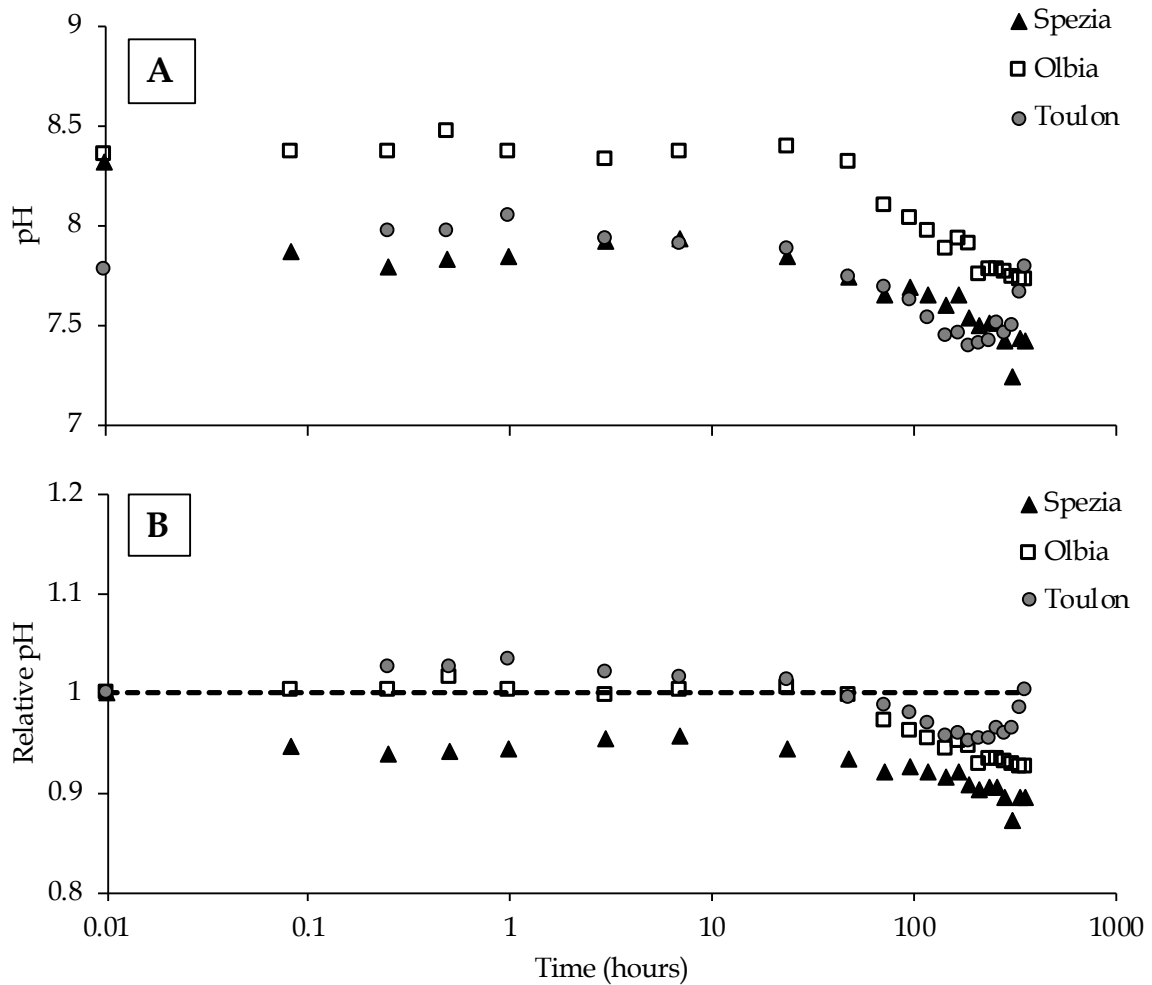 9
8.5
8
7.5
7
pH
A
Spezia
Olbia
Toulon
1.2
1.1
1
0.9
0.8
Relative pH
B
Spezia
Olbia
Toulon
0.01
0.1
1
10
100
1000
Time (hours)